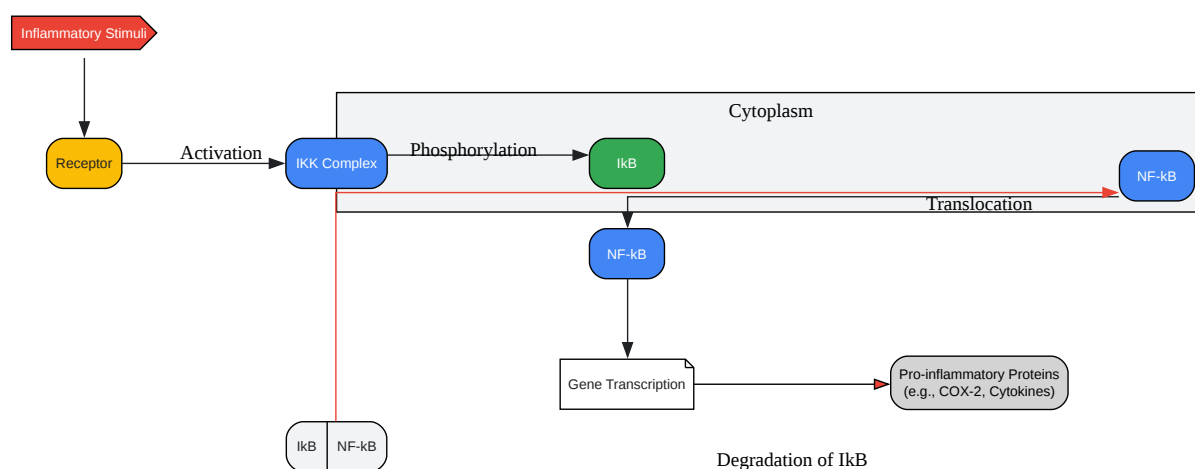 Inflammatory Stimuli
Cytoplasm
Receptor
Activation
IKK Complex
Phosphorylation
IkB
NF-kB
Translocation
NF-kB
Gene Transcription
Pro-inflammatory Proteins
(e.g., COX-2, Cytokines)
IkB
NF-kB
Degradation of IkB